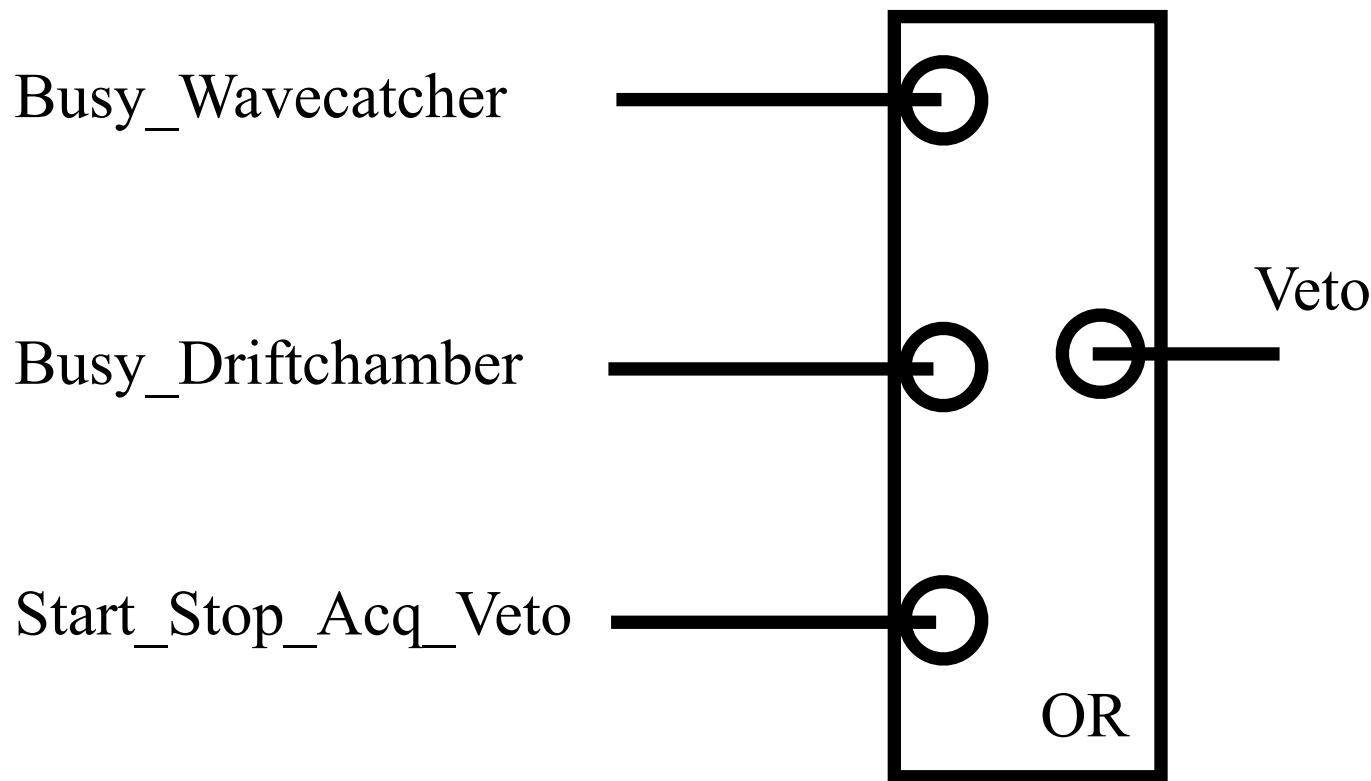 Busy_Wavecatcher
Veto
Busy_Driftchamber
Start_Stop_Acq_Veto
OR